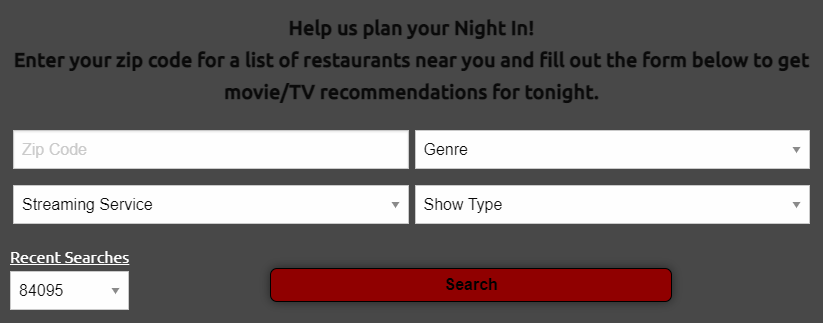 Help us plan your Night In!
Enter your zip code for a list of restaurants near you and fill out the form below to get
movie/TV recommendations for tonight.
Zip Code
Genre
Streaming Service
Show Type
Recent Searches
84095
Search